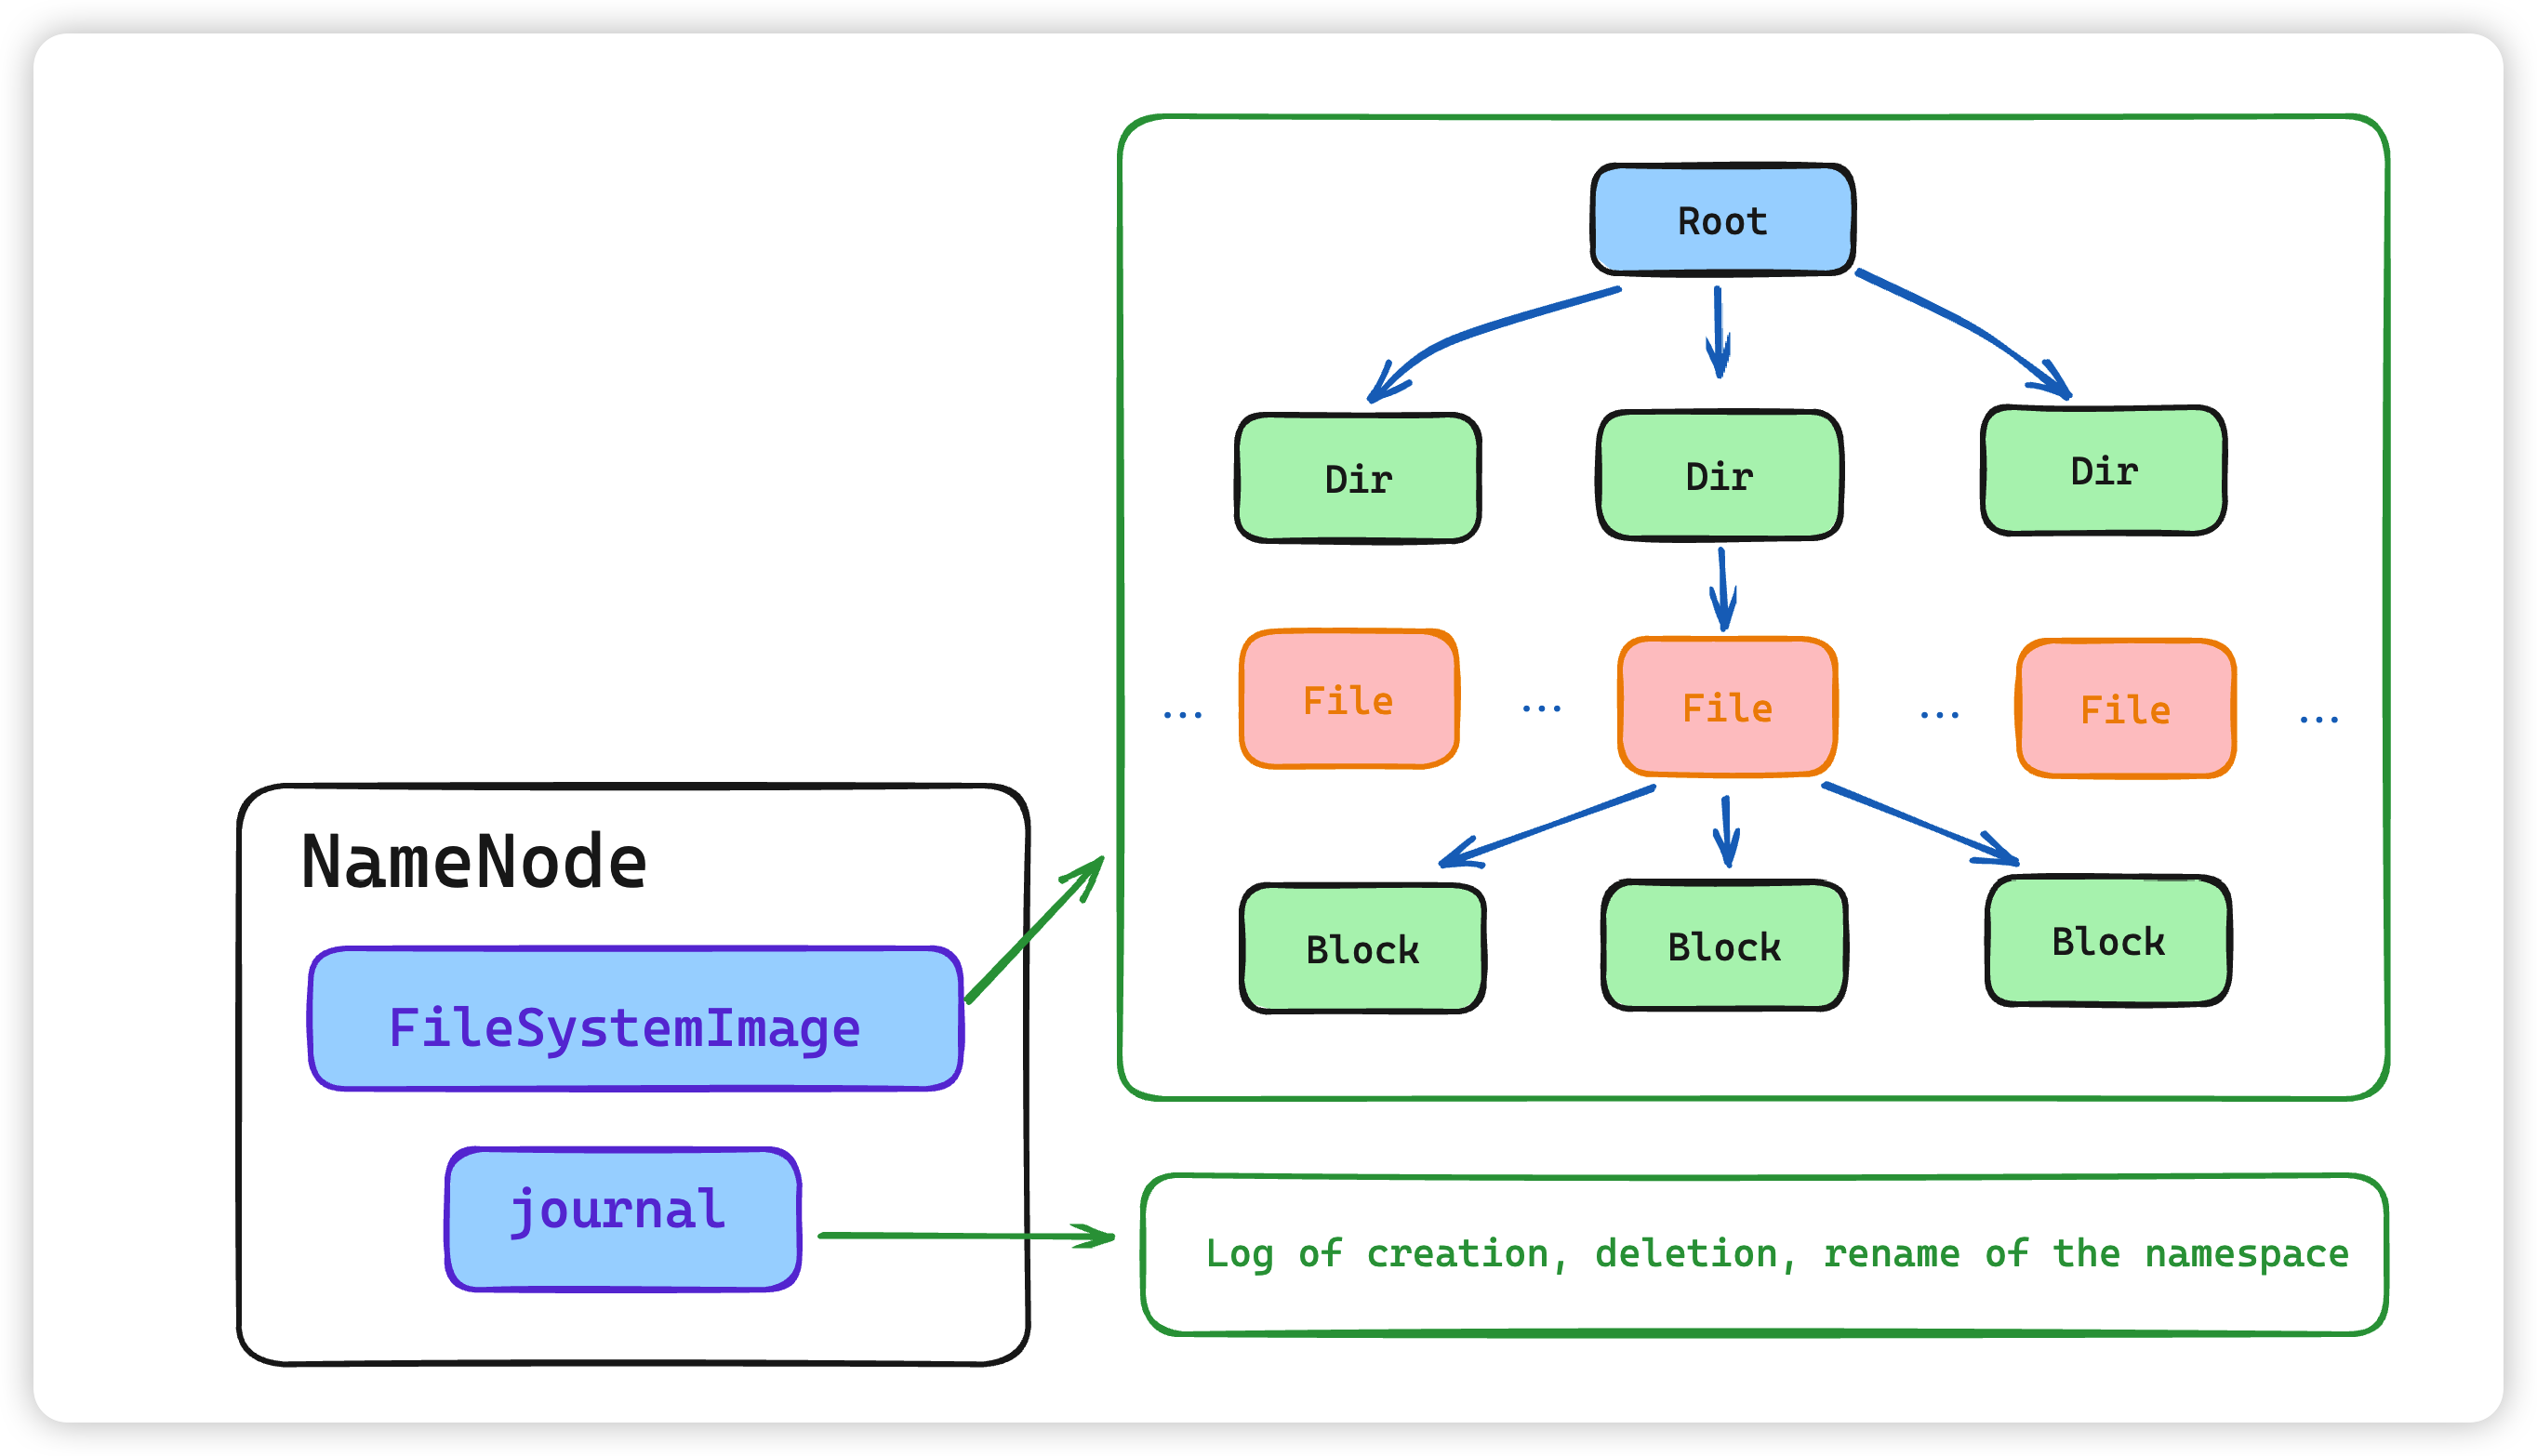 Root
Dir
Dir
Dir
... File ... File ... File ...
Block
Block
Block
NameNode
FileSystemImage
journal
Log of creation, deletion, rename of the namespace